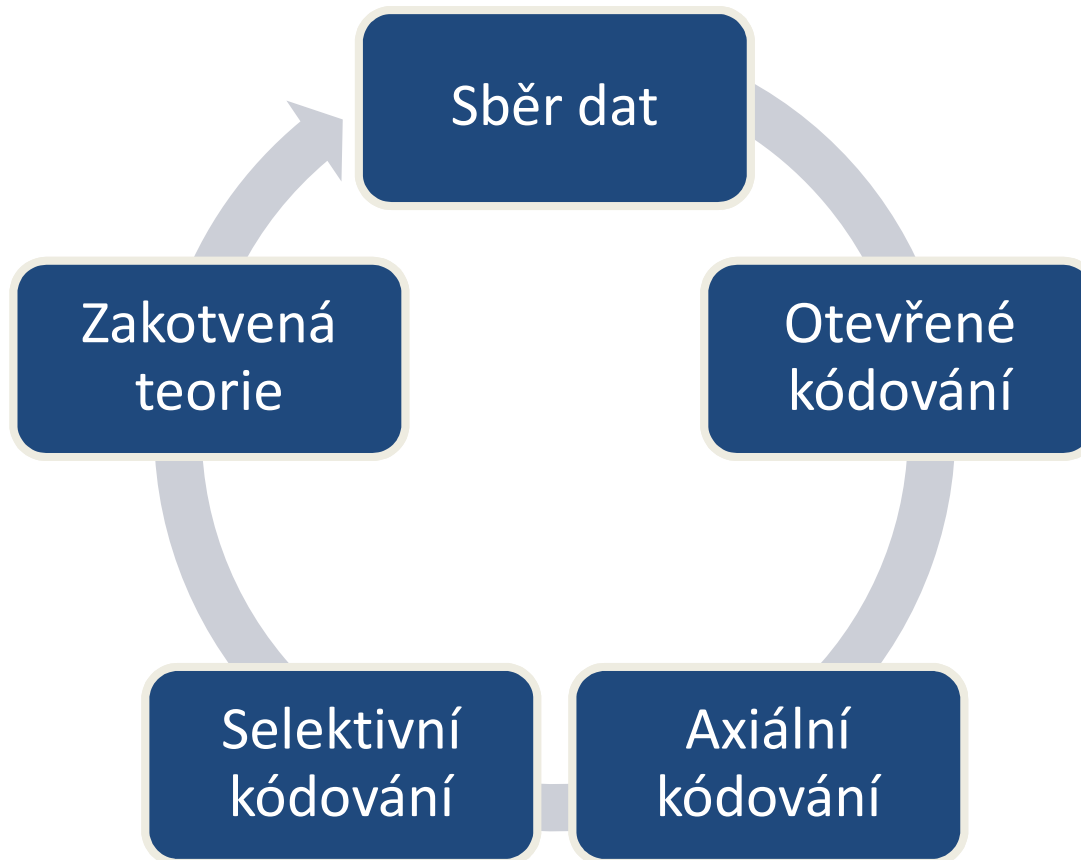 Sběr dat
Otevřené
kódování
Axiální
kódování
Selektivní
kódování
Zakotvená
teorie